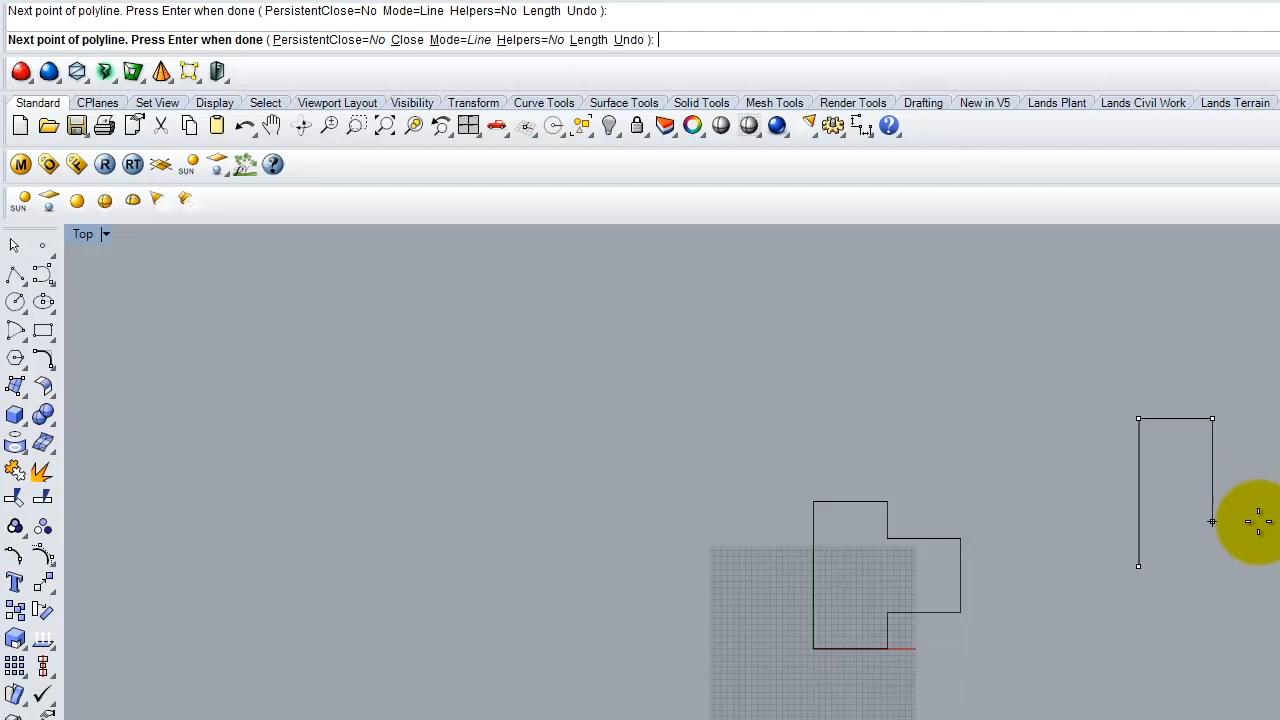 Next point of polyline. Press Enter when done ( PersistentClose=No Mode=Line Helpers=No Length Undo ):
Next point of polyline. Press Enter when done ( PersistentClose=No Close Mode=Line Helpers=No Length Undo ):
Standard CPlanes Set View Display Select Viewport Layout Visibility Transform Curve Tools Surface Tools Solid Tools Mesh Tools Render Tools Drafting New in V5 Lands Plant Lands Civil Work Lands Terrain
M O F R RT SUN
SUN
Top